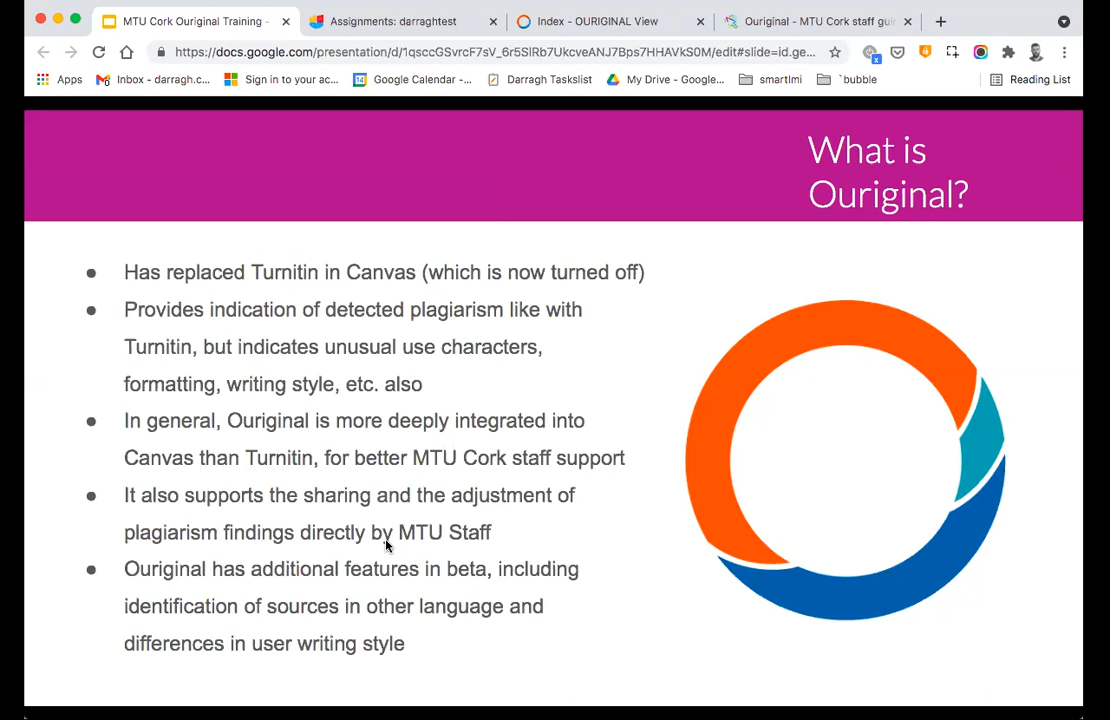 MTU Cork Ouriginal Training -
Assignments: darraghtest
Index - OURIGINAL View
Ouriginal - MTU Cork staff gui
https://docs.google.com/presentation/d/1qsccGSvrcF7sV_6r5SlRb7UkcveANJ7Bps7HHAVkS0M/edit#slide=id.ge...
Apps
Inbox - darragh.c...
Sign in to your ac...
Google Calendar -...
Darragh Tasklist
My Drive - Google...
smartlmi
`bubble
Reading List
What is
Ouriginal?
● Has replaced Turnitin in Canvas (which is now turned off)
● Provides indication of detected plagiarism like with
Turnitin, but indicates unusual use characters,
formatting, writing style, etc. also
● In general, Ouriginal is more deeply integrated into
Canvas than Turnitin, for better MTU Cork staff support
● It also supports the sharing and the adjustment of
plagiarism findings directly by MTU Staff
● Ouriginal has additional features in beta, including
identification of sources in other language and
differences in user writing style